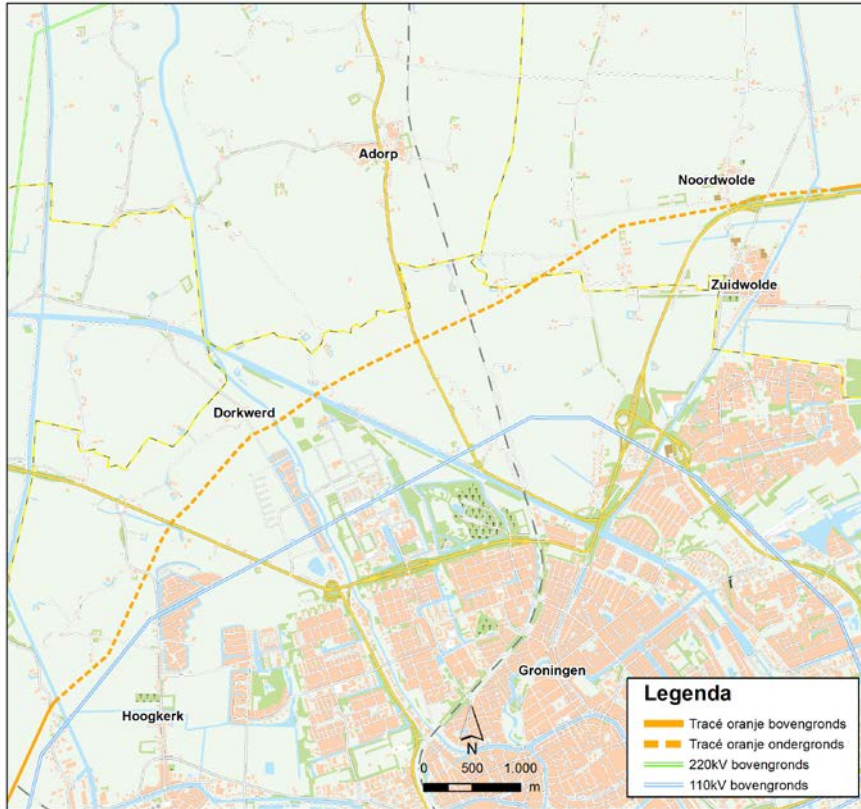 Adorp
Noordwolde
Zuidwolde
Dorkwerd
Groningen
Hoogkerk
N
0 500 1.000
m
Legenda
Tracé oranje bovengronds
Tracé oranje ondergronds
220kV bovengronds
110kV bovengronds